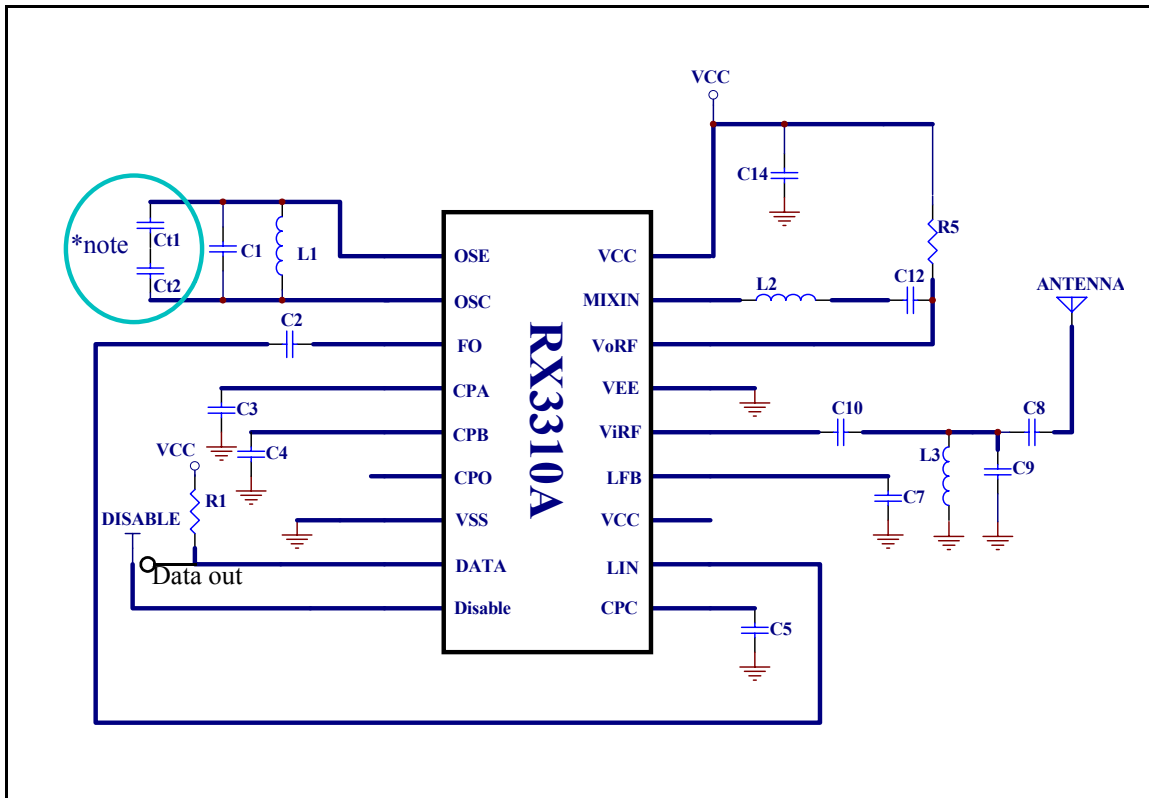 VCC
C14
R5
*note
Ct1
Ct2
C1
L1
OSE
OSC
FO
CPA
CPB
CPO
VSS
DATA
Disable
RX3310A
VCC
MIXIN
VoRF
VEE
ViRF
LFB
VCC
LIN
CPC
L2
C12
ANTENNA
C2
C3
C4
VCC
R1
DISABLE
Data out
C10
C8
L3
C9
C7
C5